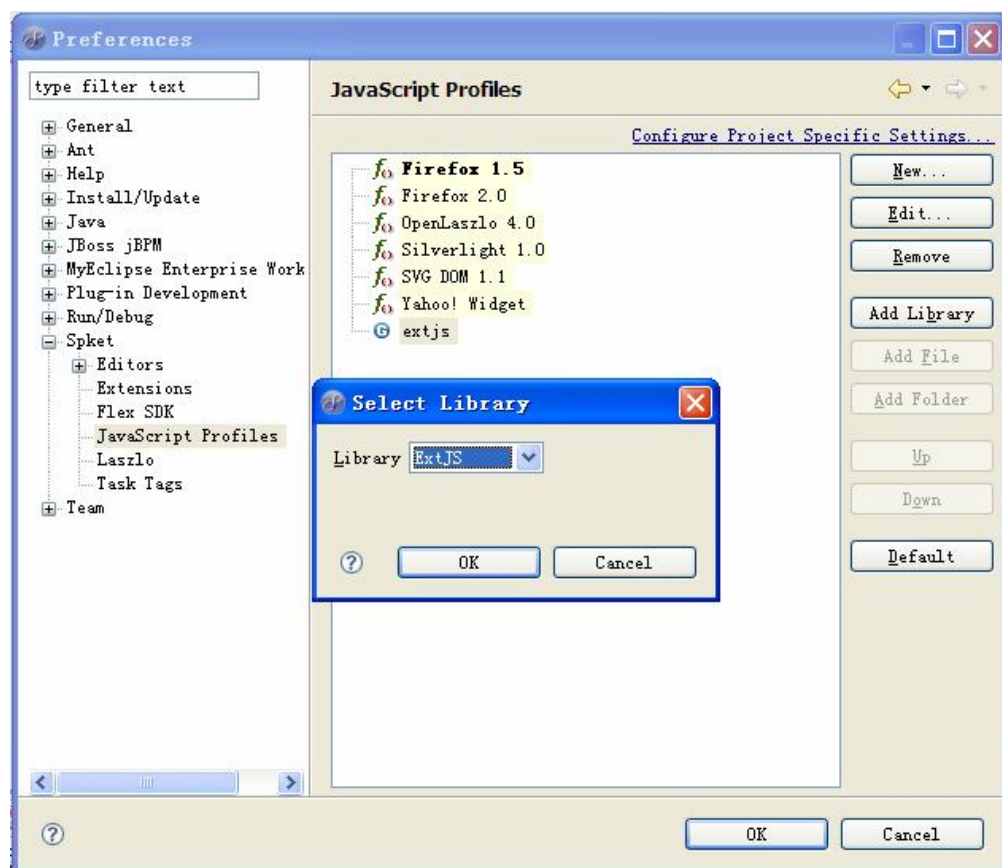 Preferences
type filter text
General
Ant
Help
Install/Update
Java
JBoss jBPM
MyEclipse Enterprise Work
Plug-in Development
Run/Debug
Spket
Editors
Extensions
Flex SDK
JavaScript Profiles
Laszlo
Task Tags
Team
JavaScript Profiles
Configure Project Specific Settings...
Firefox 1.5
Firefox 2.0
OpenLaszlo 4.0
Silverlight 1.0
SVG DOM 1.1
Yahoo! Widget
extjs
New...
Edit...
Remove
Add Library
Add File
Add Folder
Up
Down
Default
Select Library
Library ExtJS
OK Cancel
OK Cancel